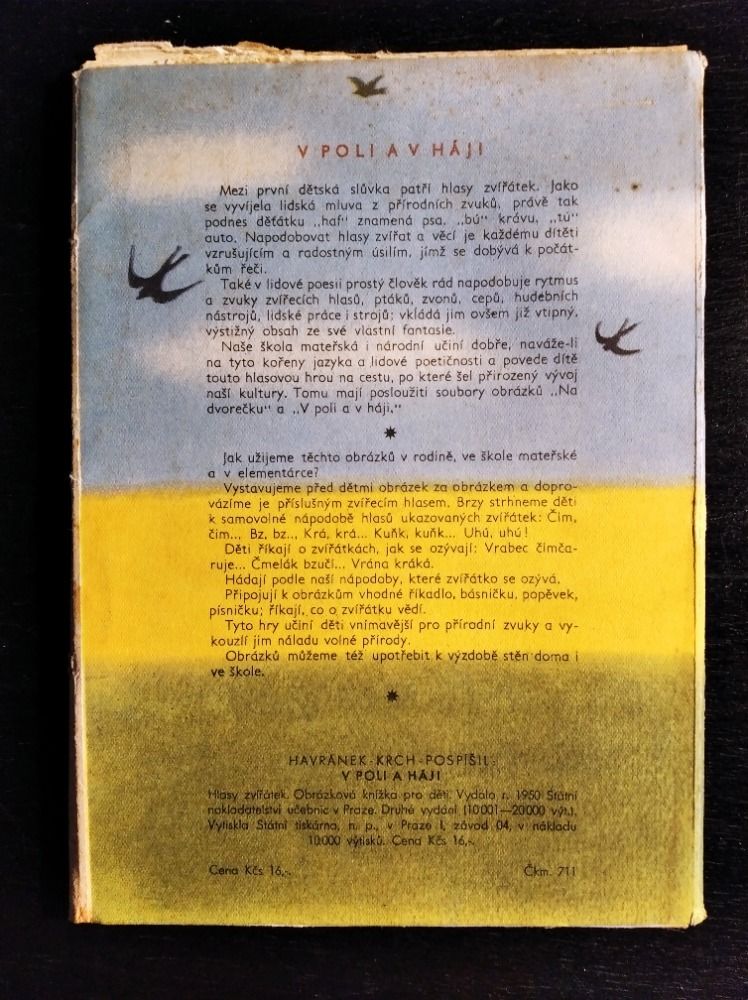 V POLI A V HÁJI
Mezi první dětská slůvka patří hlasy zvířátek. Jako
se vyvíjela lidská mluva z přírodních zvuků, právě tak
podnes děťátku „haf“ znamená psa, „bú“ krávu, „tú“
auto. Napodobovat hlasy zvířat a věcí je každému dítěti
vzrušujícím a radostným úsilím, jímž se dobývá k počát-
kům řeči.
Také v lidové poesii prostý člověk rád napodobuje rytmus
a zvuky zvířecích hlasů, ptáků, zvonů, cepů, hudebních
nástrojů, lidské práce i strojů; vkládá jim ovšem již vtipný,
výstižný obsah ze své vlastní fantasie.
Naše škola mateřská i národní učiní dobře, naváže-li
na tyto kořeny jazyka a lidové poetičnosti a povede dítě
touto hlasovou hrou na cestu, po které šel přirozený vývoj
naší kultury. Tomu mají posloužiti soubory obrázků „Na
dvorečku“ a „V poli a v háji.“
Jak užijeme těchto obrázků v rodině, ve škole mateřské
a v elementárce?
Vystavujeme před dětmi obrázek za obrázkem a dopro-
vázíme je příslušným zvířecím hlasem. Brzy strhneme děti
k samovolné nápodobě hlasů ukazovaných zvířátek: Čim,
čim... Bz, bz... Krá, krá... Kuňk, kuňk... Uhú, uhú!
Děti říkají o zvířátkách, jak se ozývají: Vrabec čimča-
ruje... Čmelák bzučí... Vrána kráká.
Hádají podle naší nápodoby, které zvířátko se ozývá.
Připojují k obrázkům vhodné říkadlo, básničku, popěvek,
písničku; říkají, co o zvířátku vědí.
Tyto hry učiní děti vnímavější pro přírodní zvuky a vy-
kouzlí jim náladu volné přírody.
Obrázků můžeme též upotřebit k výzdobě stěn doma i
ve škole.
HAVRÁNEK-KRCH-POSPÍŠIL
V POLI A HÁJI
Hlasy zvířátek. Obrázková knížka pro děti. Vydalo r. 1950 Státní
nakladatelství učebnic v Praze. Druhé vydání (10001—20000 výt.).
Vytiskla Státní tiskárna, n. p., v Praze I, závod 04, v nákladu
10000 výtisků. Cena Kčs 16,-.
Cena Kčs 16,-. Čkm. 711